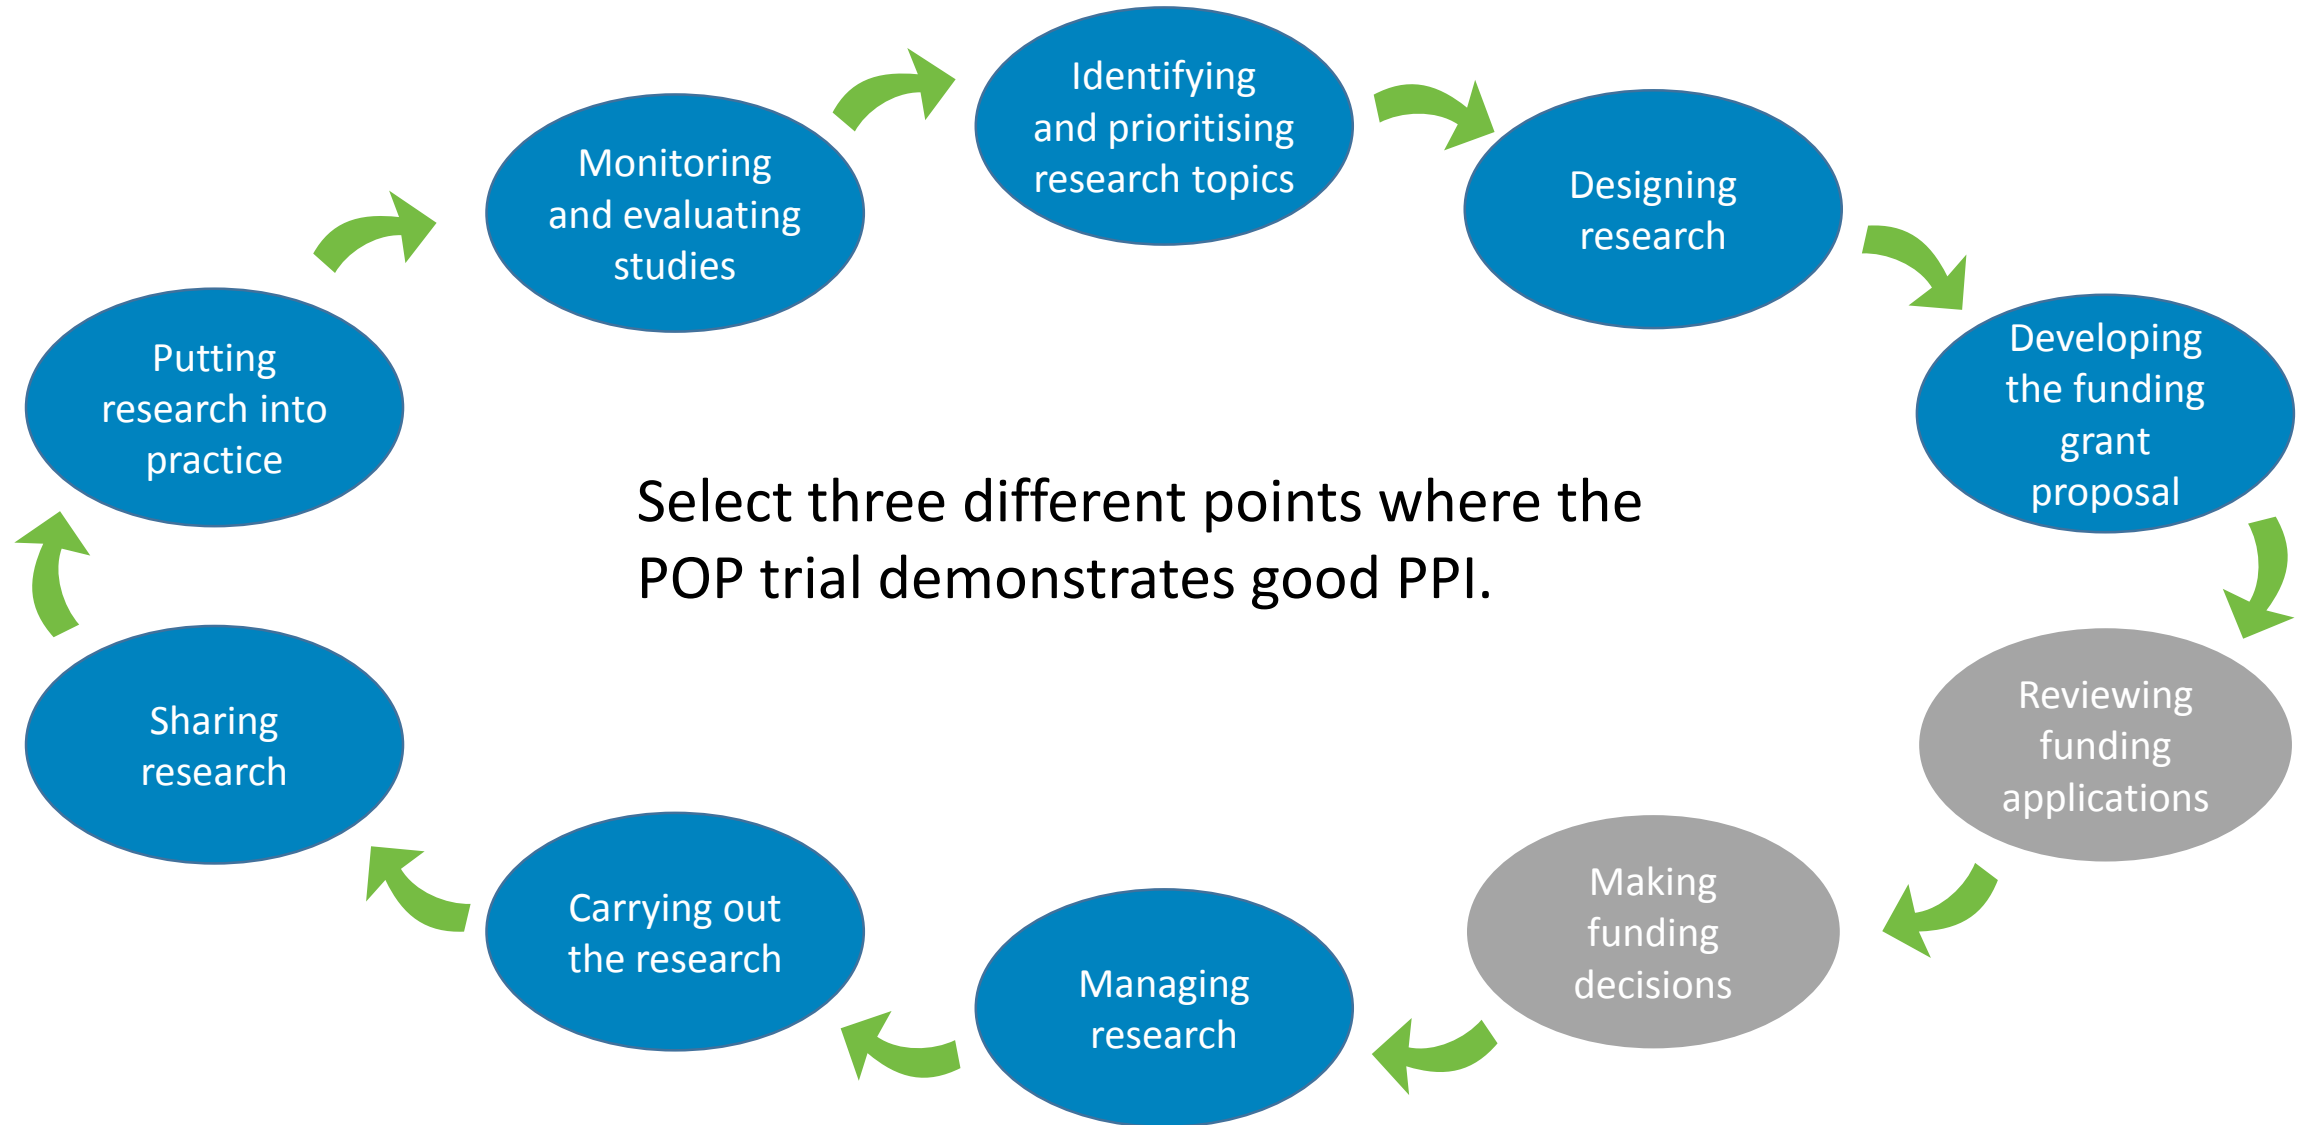 Identifying
and prioritising
research topics
Designing
research
Developing
the funding
grant
proposal
Reviewing
funding
applications
Making
funding
decisions
Managing
research
Carrying out
the research
Sharing
research
Putting
research into
practice
Monitoring
and evaluating
studies
Select three different points where the
POP trial demonstrates good PPI.